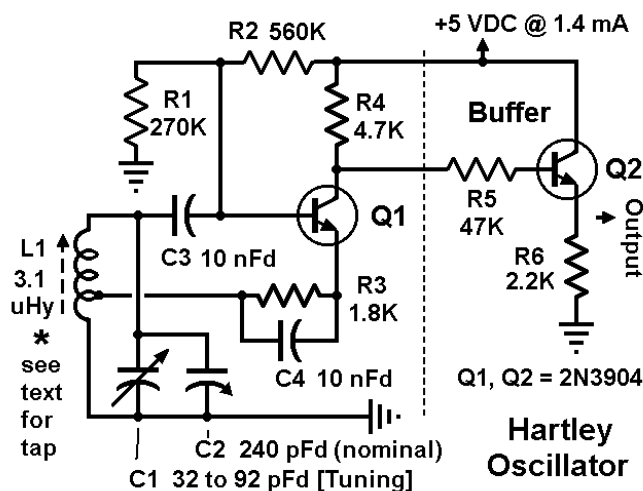 R2 560K
+5 VDC @ 1.4 mA
R1
270K
R4
4.7K
Buffer
Q1
Q2
R5
47K
Output
C3 10 nFd
L1
3.1
uHy
*
see
text
for
tap
R3
1.8K
R6
2.2K
C4 10 nFd
Q1, Q2 = 2N3904
C2 240 pFd (nominal)
C1 32 to 92 pFd [Tuning]
Hartley
Oscillator